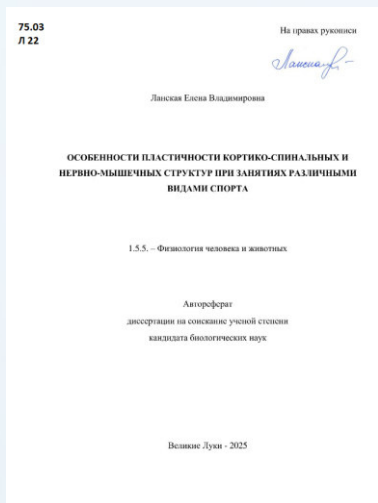 75.03
Л 22
На правах рукописи
Ланская Елена Владимировна
ОСОБЕННОСТИ ПЛАСТИЧНОСТИ КОРТИКО-СПИНАЛЬНЫХ И
НЕРВНО-МЫШЕЧНЫХ СТРУКТУР ПРИ ЗАНЯТИЯХ РАЗЛИЧНЫМИ
ВИДАМИ СПОРТА
1.5.5. – Физиология человека и животных
Автореферат
диссертации на соискание ученой степени
кандидата биологических наук
Великие Луки - 2025